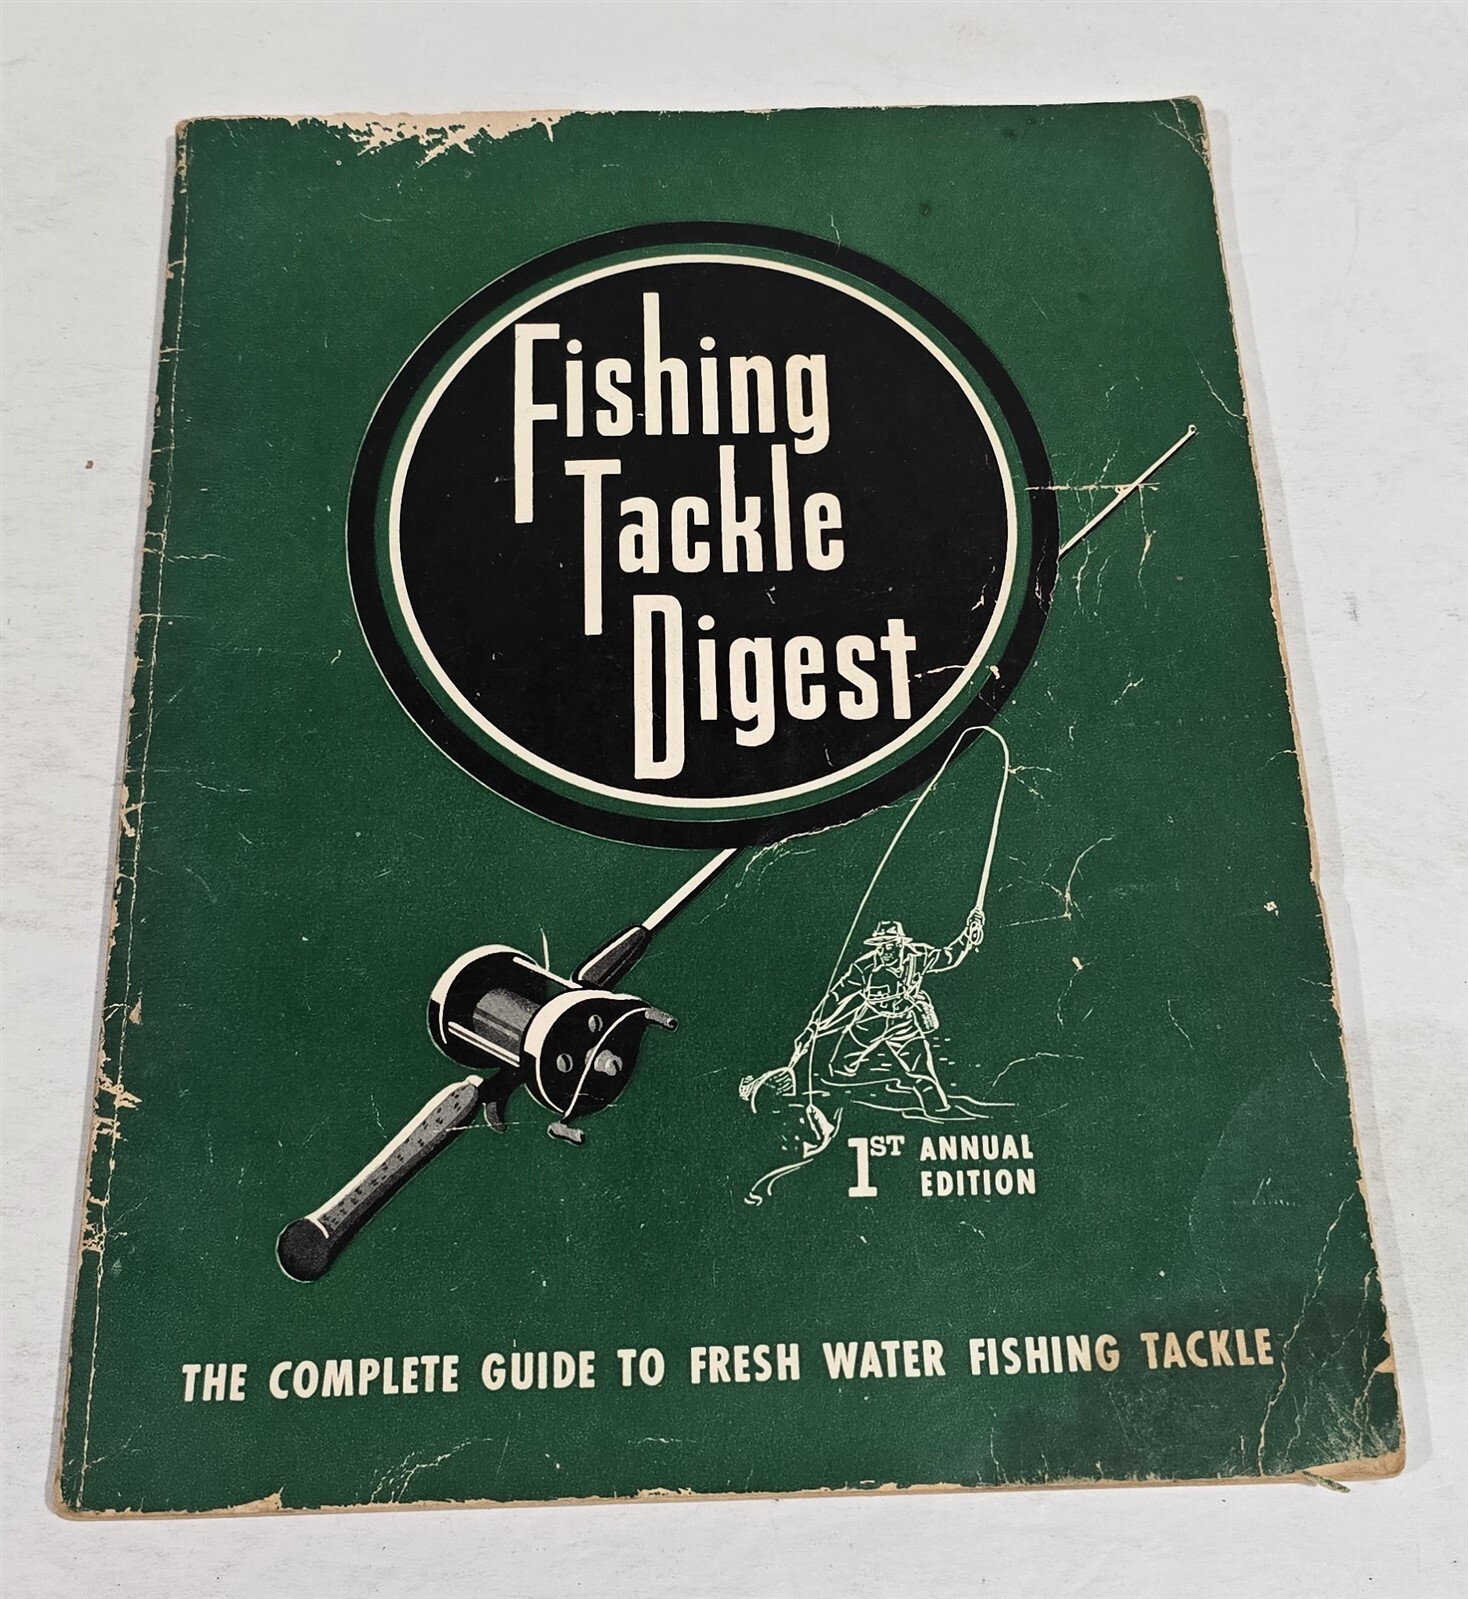 Fishing
Tackle
Digest
1ST ANNUAL
EDITION
THE COMPLETE GUIDE TO FRESH WATER FISHING TACKLE